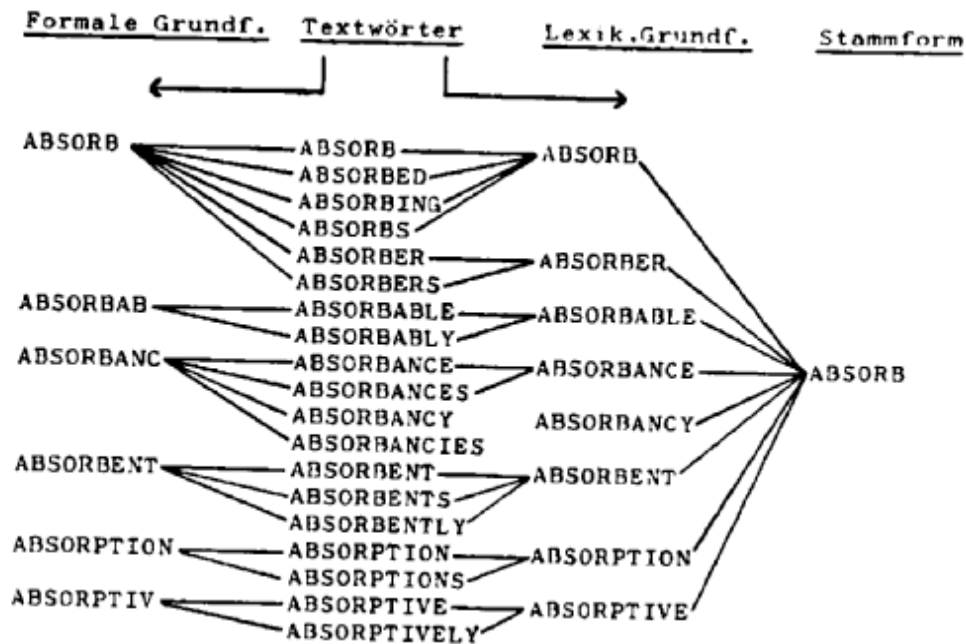 Formale Grundf. Textwörter Lexik.Grundf. Stammform
ABSORB ABSORB ABSORB
ABSORBED
ABSORBING
ABSORBS
ABSORBER ABSORBER
ABSORBERS
ABSORBAB ABSORBABLE ABSORBABLE
ABSORBABLY
ABSORBANC ABSORBANCE ABSORBANCE ABSORB
ABSORBANCES
ABSORBANCY ABSORBANCY
ABSORBANCIES
ABSORBENT ABSORBENT ABSORBENT
ABSORBENTS
ABSORBENTLY
ABSORPTION ABSORPTION ABSORPTION
ABSORPTIONS
ABSORPTIV ABSORPTIVE ABSORPTIVE
ABSORPTIVELY